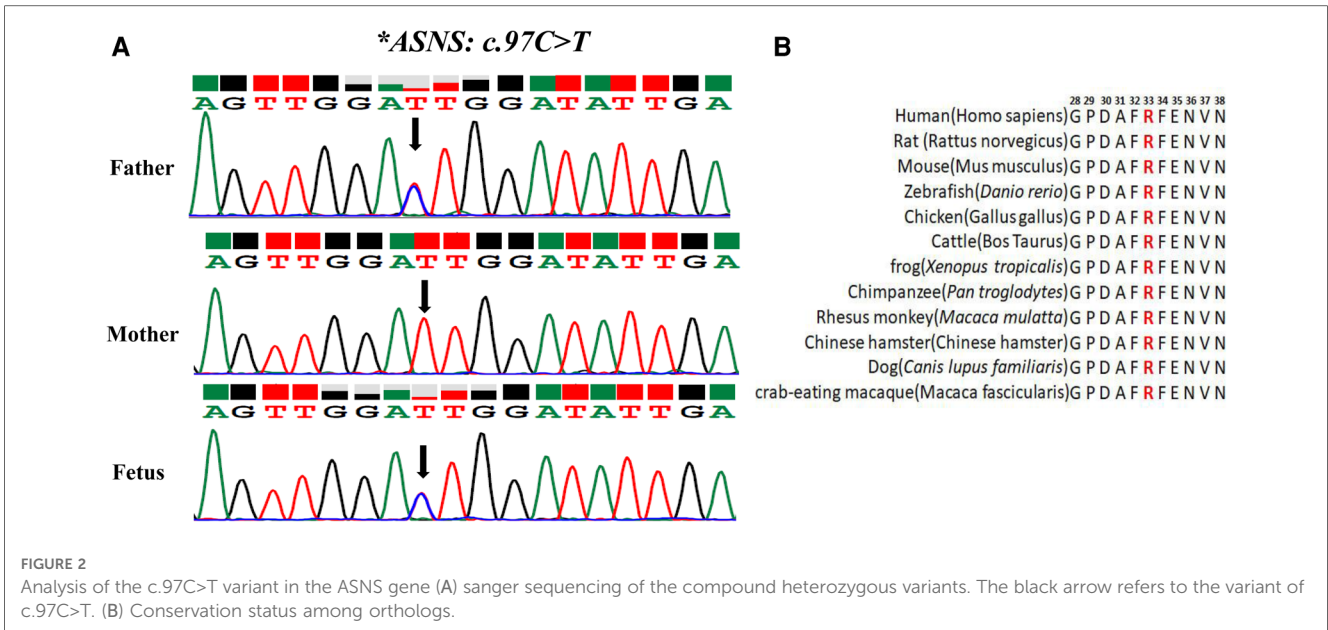 A
*ASNS: c.97C>T
AGTTGGATTGGATATTGA
Father
AGTTGGATTGGATATTGA
Mother
AGTTGGATTGGATATTGA
Fetus
B
28 29 30 31 32 33 34 35 36 37 38
Human(Homo sapiens)G P D A F R F E N V N
Rat (Rattus norvegicus)G P D A F R F E N V N
Mouse(Mus musculus)G P D A F R F E N V N
Zebrafish(Danio rerio)G P D A F R F E N V N
Chicken(Gallus gallus)G P D A F R F E N V N
Cattle(Bos Taurus)G P D A F R F E N V N
frog(Xenopus tropicalis)G P D A F R F E N V N
Chimpanzee(Pan troglodytes)G P D A F R F E N V N
Rhesus monkey(Macaca mulatta)G P D A F R F E N V N
Chinese hamster(Chinese hamster)G P D A F R F E N V N
Dog(Canis lupus familiaris)G P D A F R F E N V N
crab-eating macaque(Macaca fascicularis)G P D A F R F E N V N
FIGURE 2
Analysis of the c.97C>T variant in the ASNS gene (A) sanger sequencing of the compound heterozygous variants. The black arrow refers to the variant of
c.97C>T. (B) Conservation status among orthologs.